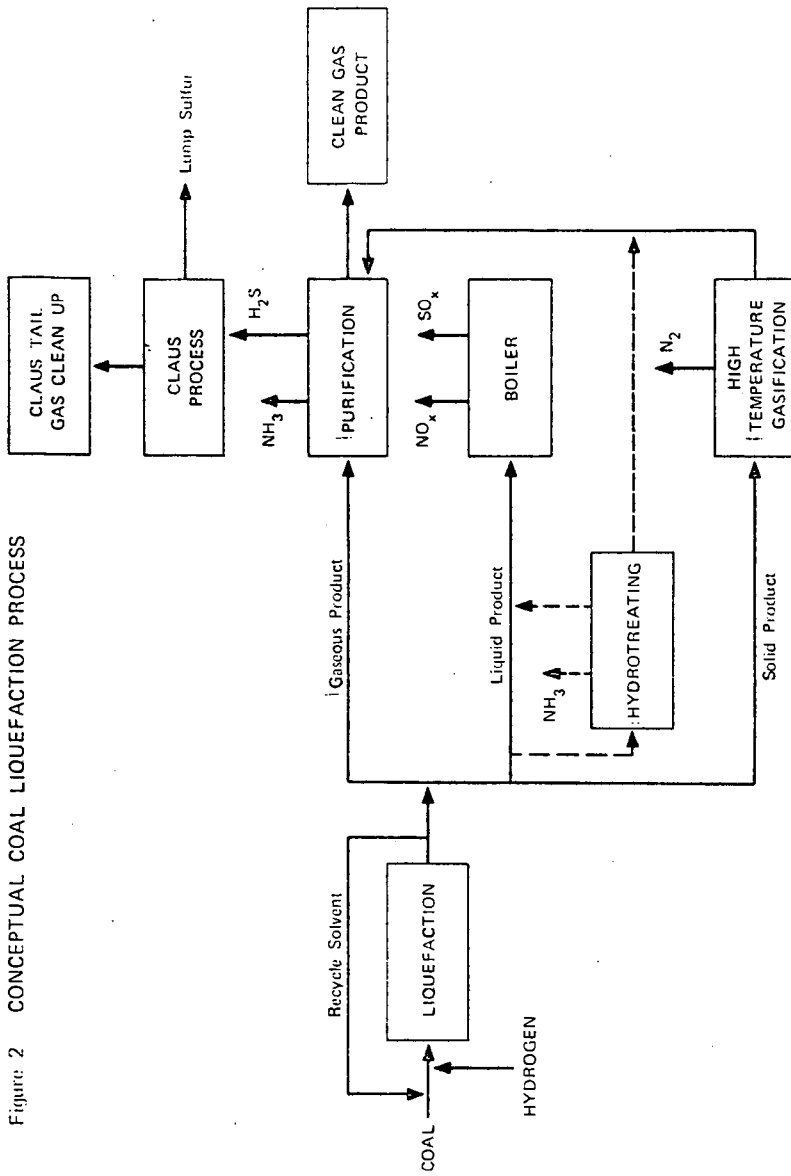 Figure 2 CONCEPTUAL COAL LIQUEFACTION PROCESS
CLAUS TAIL
GAS CLEAN UP
CLAUS
PROCESS
Lump Sulfur
NH₃
H₂S
PURIFICATION
CLEAN GAS
PRODUCT
NOₓ
SOₓ
BOILER
Gaseous Product
Recycle Solvent
LIQUEFACTION
COAL
HYDROGEN
Liquid Product
NH₃
HYDROTREATING
N₂
HIGH
TEMPERATURE
GASIFICATION
Solid Product